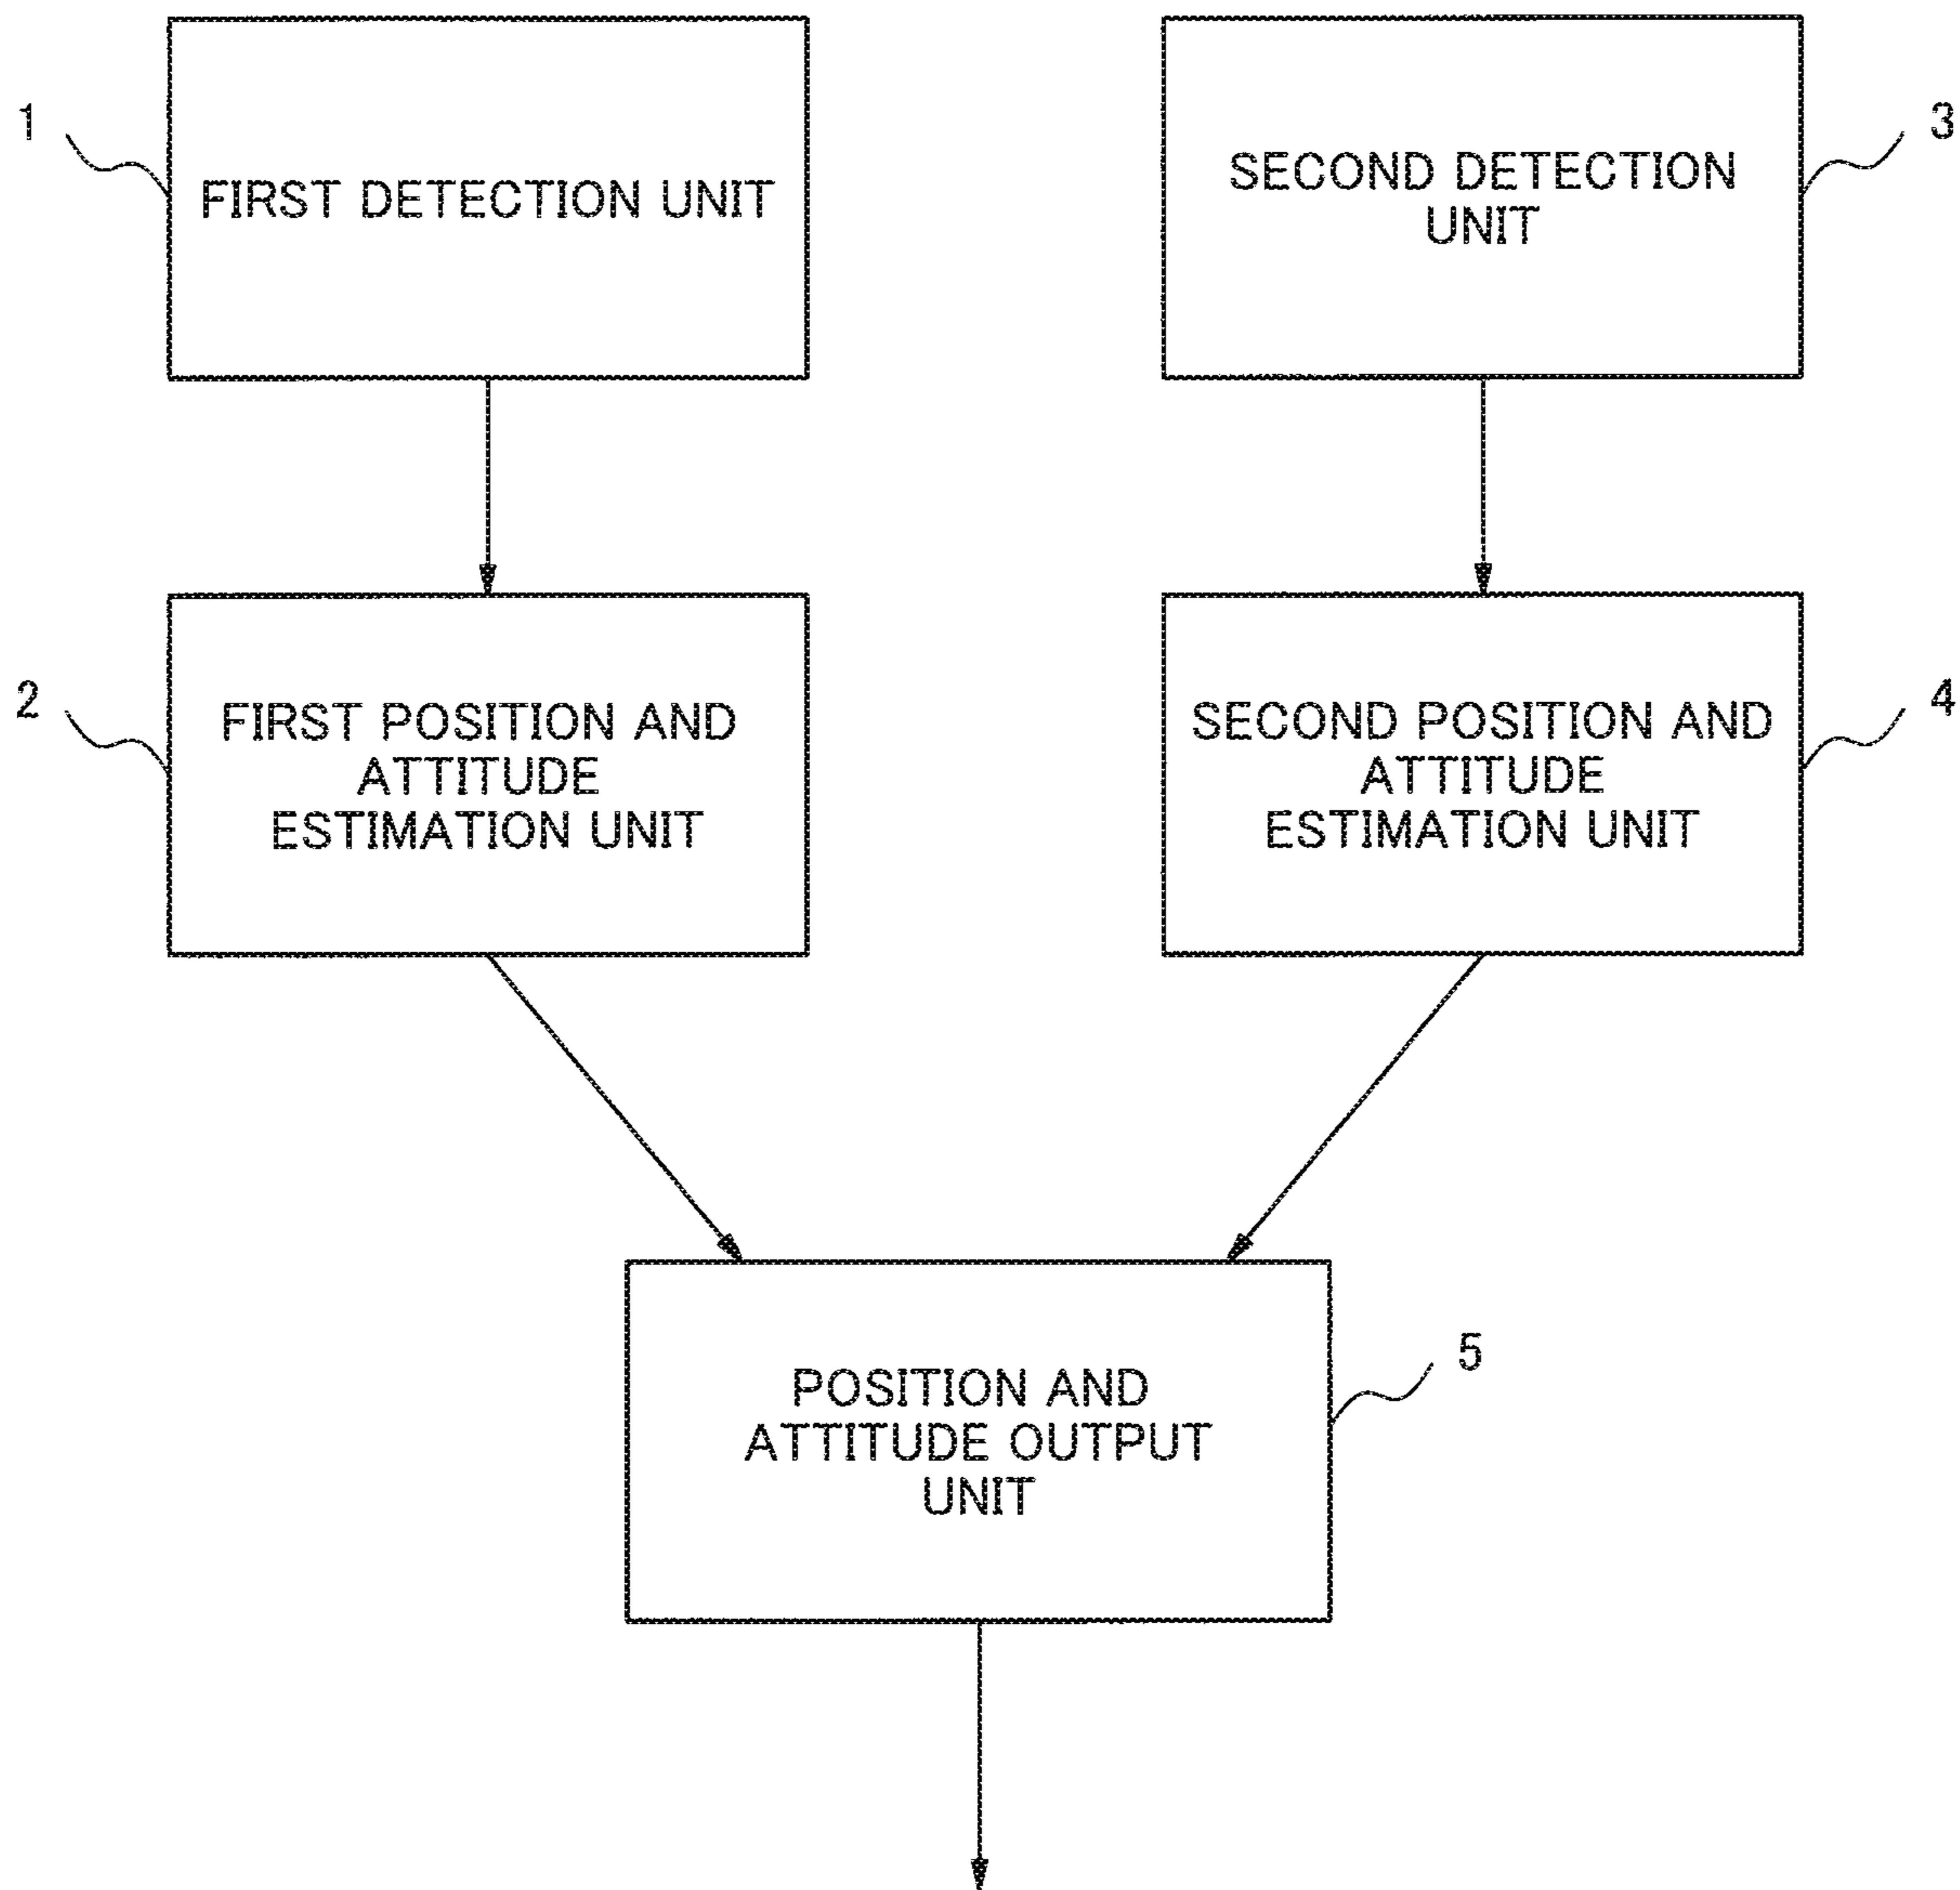 1
FIRST DETECTION UNIT
SECOND DETECTION
UNIT
3
2
FIRST POSITION AND
ATTITUDE
ESTIMATION UNIT
SECOND POSITION AND
ATTITUDE
ESTIMATION UNIT
4
POSITION AND
ATTITUDE OUTPUT
UNIT
5